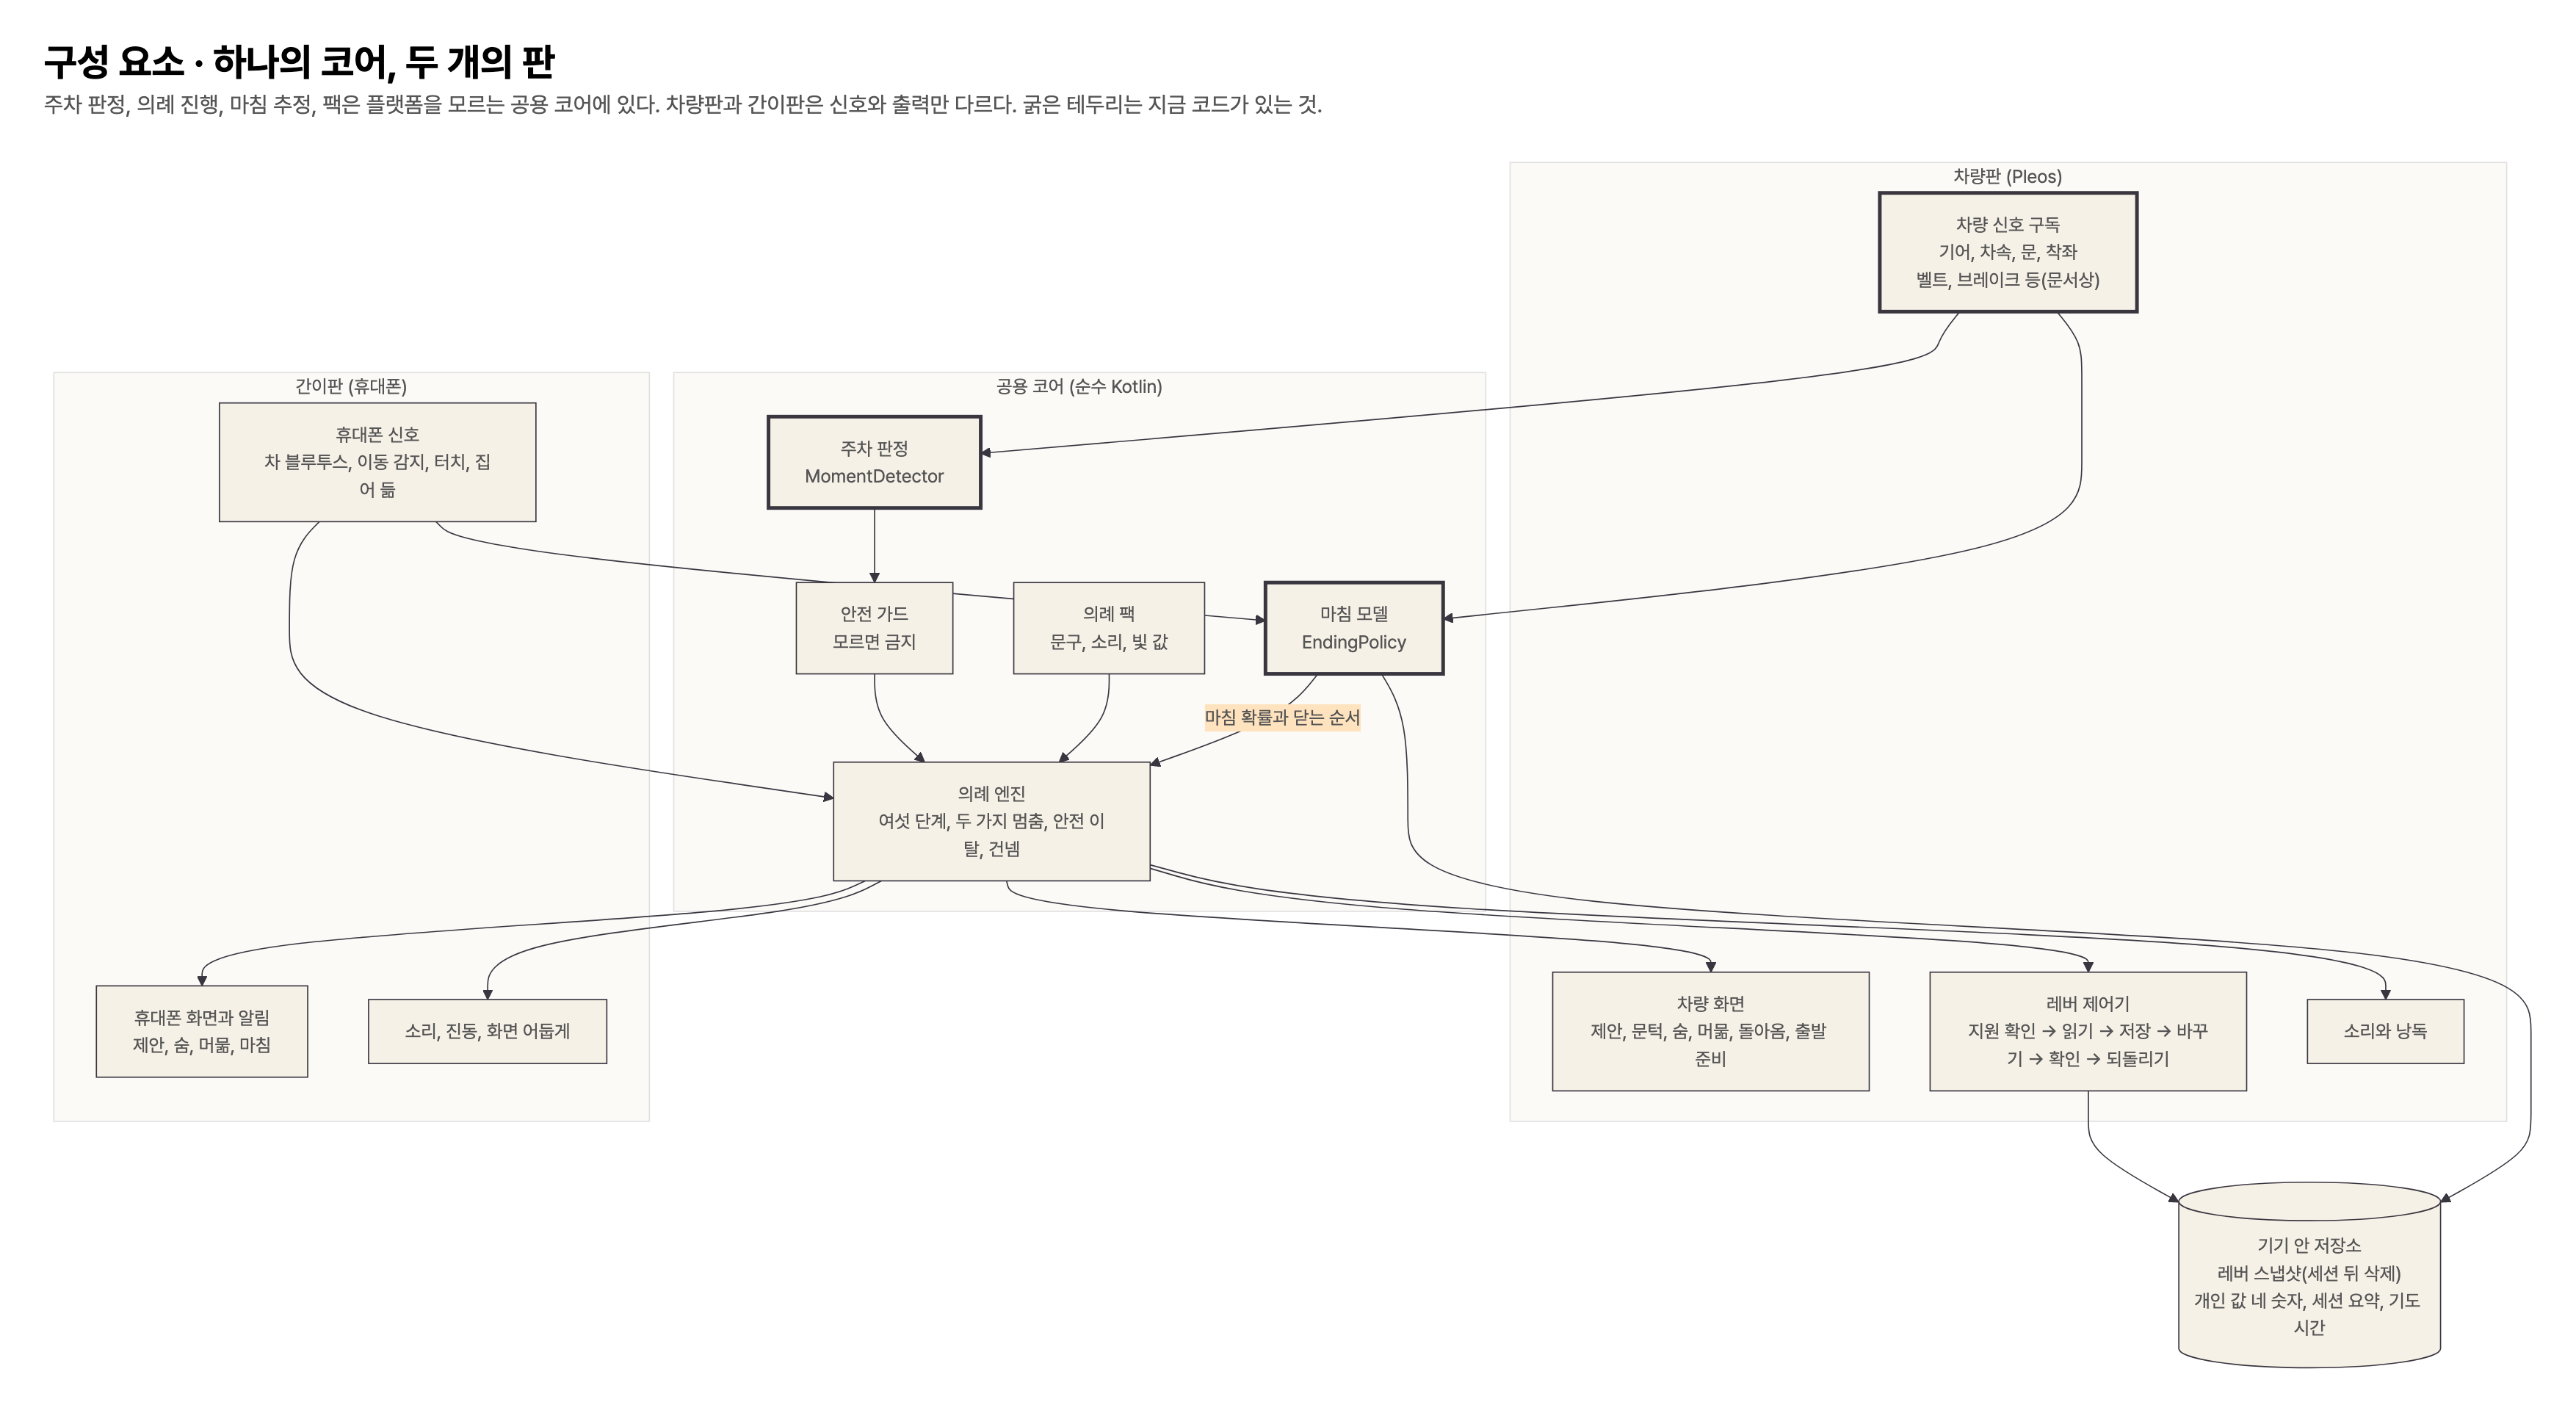 구성 요소 · 하나의 코어, 두 개의 판
주차 판정, 의례 진행, 마침 추정, 팩은 플랫폼을 모르는 공용 코어에 있다. 차량판과 간이판은 신호와 출력만 다르다. 굵은 테두리는 지금 코드가 있는 것.
차량판 (Pleos)
차량 신호 구독
기어, 차속, 문, 착좌
벨트, 브레이크 등(문서상)
간이판 (휴대폰)
휴대폰 신호
차 블루투스, 이동 감지, 터치, 집
어 듦
공용 코어 (순수 Kotlin)
주차 판정
MomentDetector
안전 가드
모르면 금지
의례 팩
문구, 소리, 빛 값
마침 모델
EndingPolicy
마침 확률과 닫는 순서
의례 엔진
여섯 단계, 두 가지 멈춤, 안전 이
탈, 건넴
휴대폰 화면과 알림
제안, 숨, 머묾, 마침
소리, 진동, 화면 어둡게
차량 화면
제안, 문턱, 숨, 머묾, 돌아옴, 출발
준비
레버 제어기
지원 확인 → 읽기 → 저장 → 바꾸
기 → 확인 → 되돌리기
소리와 낭독
기기 안 저장소
레버 스냅샷(세션 뒤 삭제)
개인 값 네 숫자, 세션 요약, 기도
시간